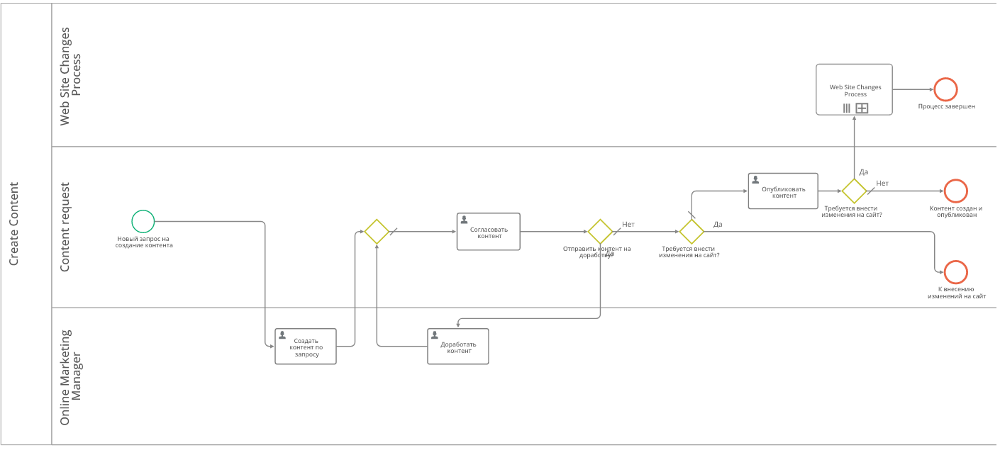 Create Content
Web Site Changes
Process
Web Site Changes
Process
Процесс завершен
Content request
Новый запрос на
создание контента
Согласовать
контент
Нет
Отправить контент на
доработку?
Да
Да
Требуется внести
изменения на сайт?
Опубликовать
контент
Да
Нет
Требуется внести
изменения на сайт?
Контент создан и
опубликован
К внесению
изменений на сайт
Online Marketing
Manager
Создать
контент по
запросу
Доработать
контент